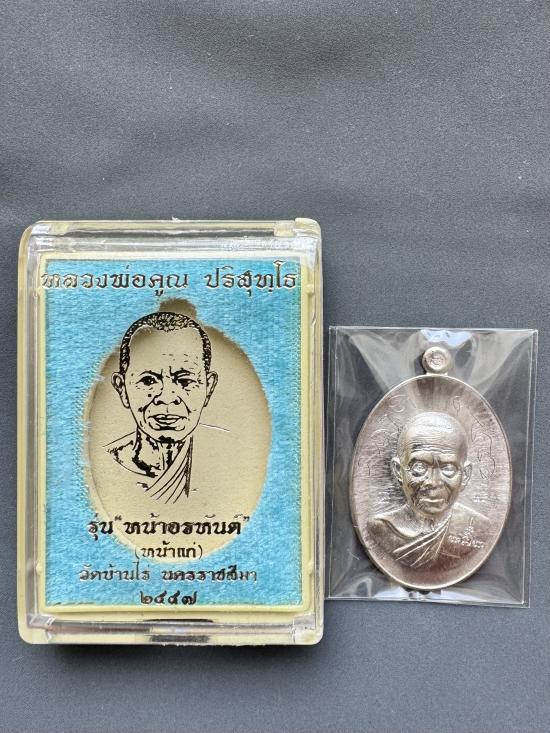 หลวงพ่อคูณ ปริสุทฺโธ
รุ่น "หน้าอรหันต์"
(หน้าแก่)
วัดบ้านไร่ นครราชสีมา
๒๕๕๗